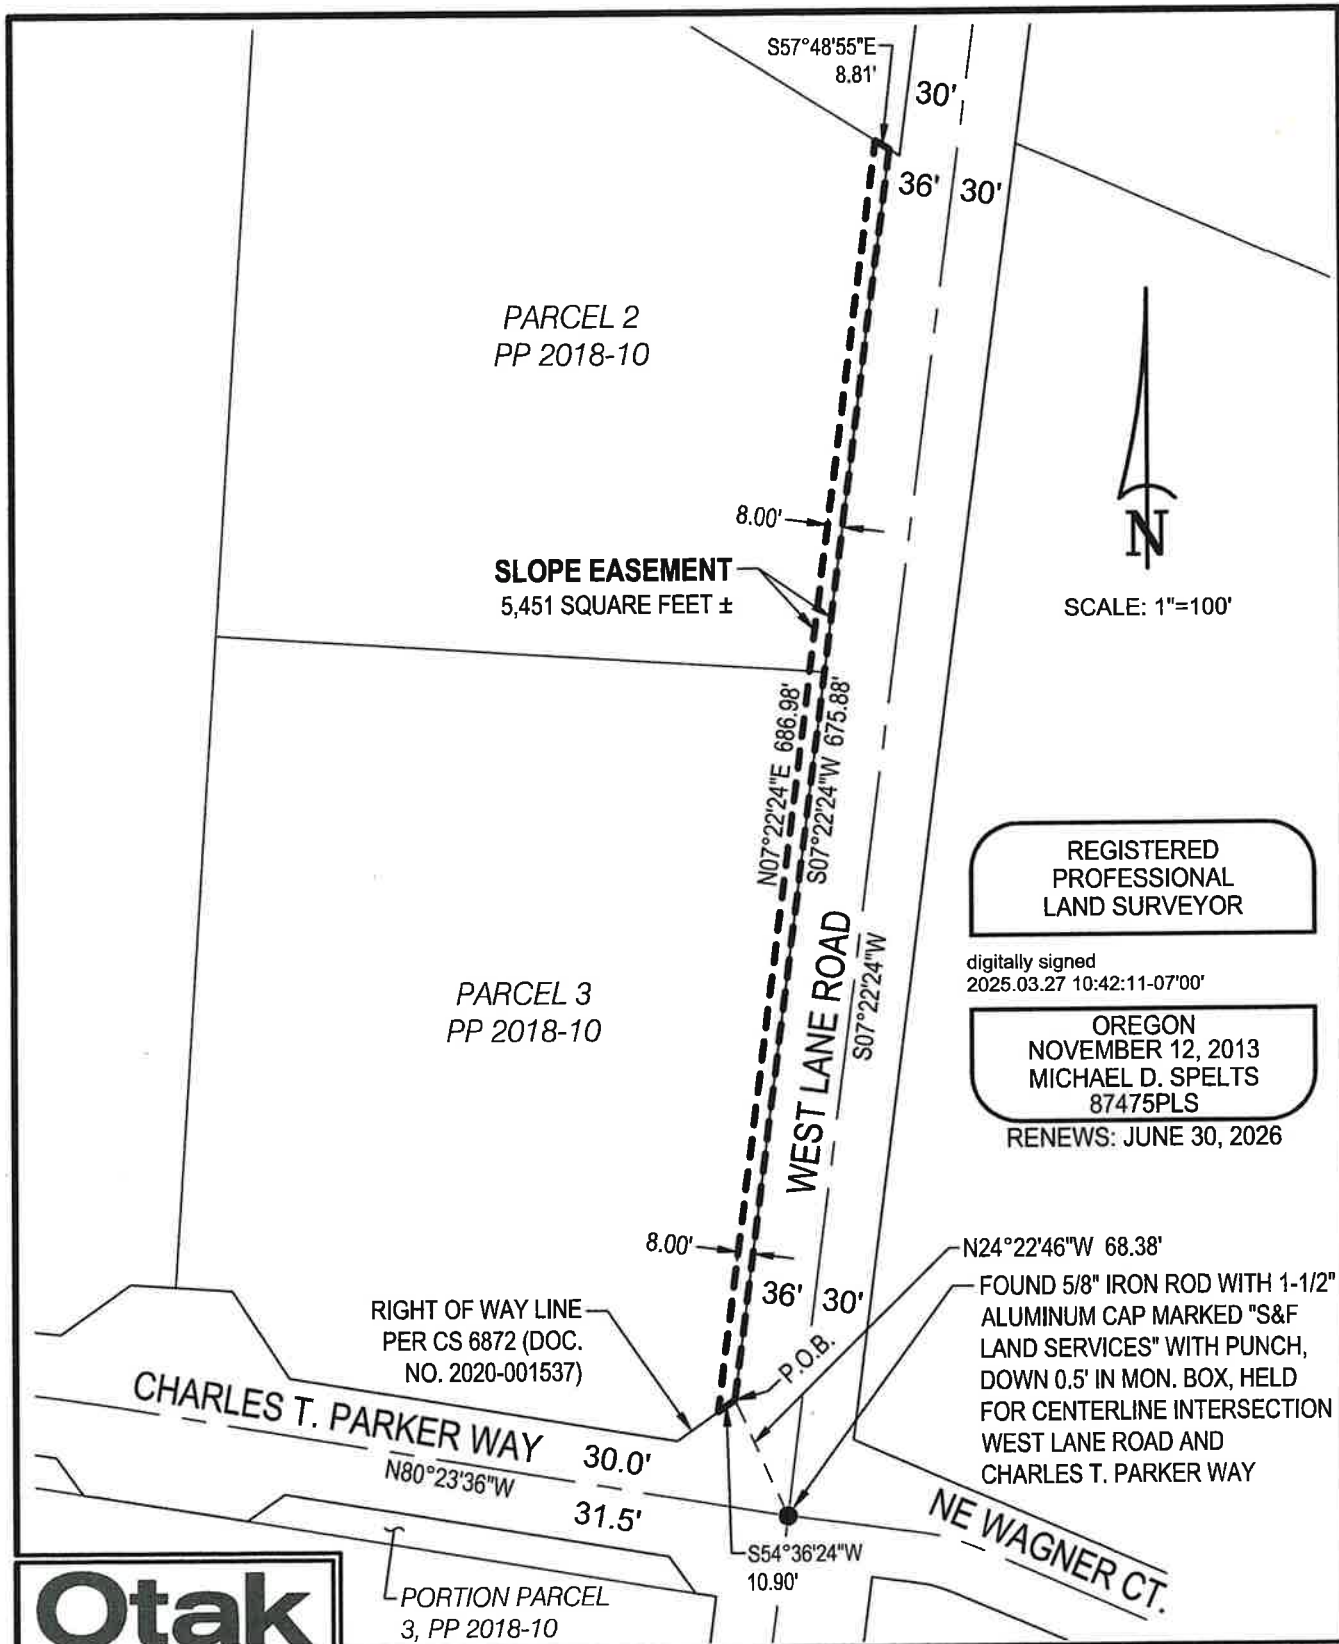 S57°48'55"E
8.81'
30'
36' 30'
PARCEL 2
PP 2018-10
8.00'
SLOPE EASEMENT
5,451 SQUARE FEET ±
N
SCALE: 1"=100'
N07°22'24"E 686.98'
S07°22'24"W 675.88'
WEST LANE ROAD
S07°22'24"W
REGISTERED
PROFESSIONAL
LAND SURVEYOR
digitally signed
2025.03.27 10:42:11-07'00'
OREGON
NOVEMBER 12, 2013
MICHAEL D. SPELTS
87475PLS
RENEWS: JUNE 30, 2026
PARCEL 3
PP 2018-10
8.00'
36' 30'
N24°22'46"W 68.38'
FOUND 5/8" IRON ROD WITH 1-1/2"
ALUMINUM CAP MARKED "S&F
LAND SERVICES" WITH PUNCH,
DOWN 0.5' IN MON. BOX, HELD
FOR CENTERLINE INTERSECTION
WEST LANE ROAD AND
CHARLES T. PARKER WAY
RIGHT OF WAY LINE
PER CS 6872 (DOC.
NO. 2020-001537)
P.O.B.
CHARLES T. PARKER WAY
30.0'
N80°23'36"W
31.5'
NE WAGNER CT.
S54°36'24"W
10.90'
PORTION PARCEL
3, PP 2018-10
Otak